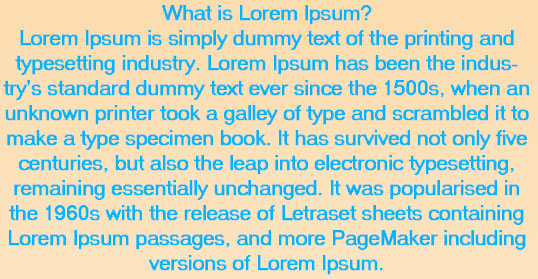 What is Lorem Ipsum?
Lorem Ipsum is simply dummy text of the printing and
typesetting industry. Lorem Ipsum has been the indus-
try's standard dummy text ever since the 1500s, when an
unknown printer took a galley of type and scrambled it to
make a type specimen book. It has survived not only five
centuries, but also the leap into electronic typesetting,
remaining essentially unchanged. It was popularised in
the 1960s with the release of Letraset sheets containing
Lorem Ipsum passages, and more PageMaker including
versions of Lorem Ipsum.